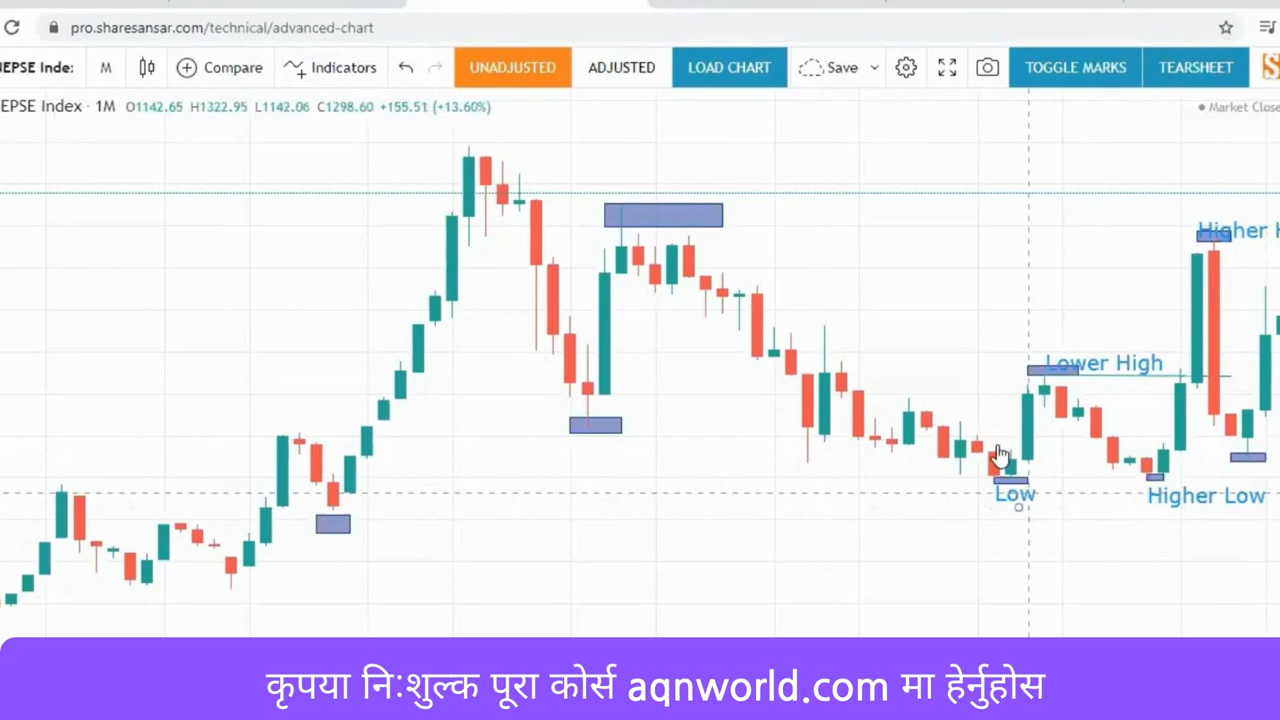 pro.sharesansar.com/technical/advanced-chart
NEPSE Inde: M Compare Indicators UNADJUSTED ADJUSTED LOAD CHART Save TOGGLE MARKS TEARSHEET S
EPSE Index · 1M O1142.65 H1322.95 L1142.06 C1298.60 +155.51 (+13.60%) Market Close
Higher H
Lower High
Low
Higher Low
कृपया निःशुल्क पूरा कोर्स aqnworld.com मा हेर्नुहोस